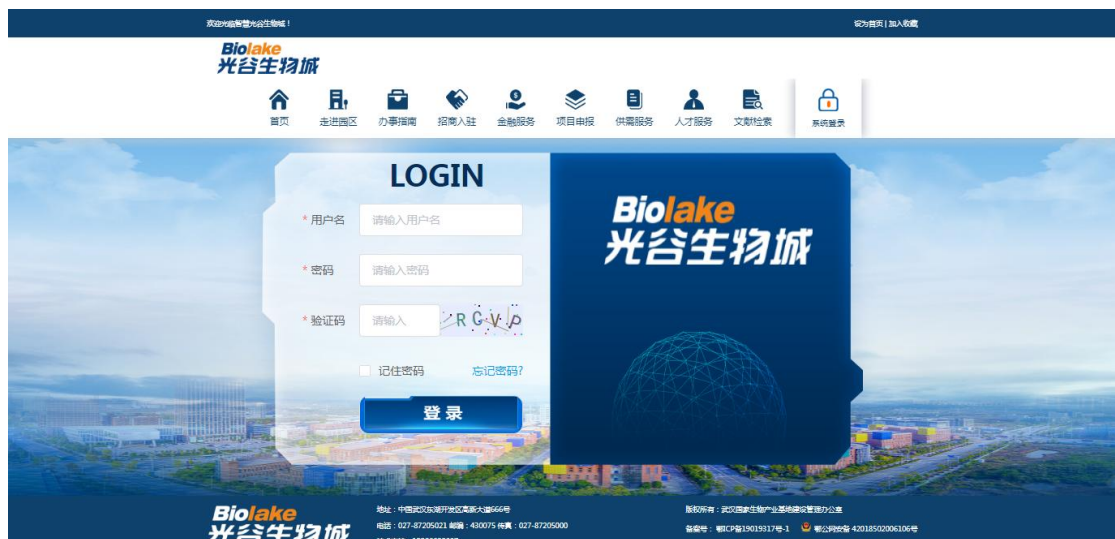 欢迎光临智慧光谷生物城！
设为首页 | 加入收藏
Biolake
光谷生物城
首页 走进园区 办事指南 招商入驻 金融服务 项目申报 供需服务 人才服务 文献检索 系统登录
LOGIN
* 用户名 请输入用户名
* 密码 请输入密码
* 验证码 请输入 RGVP
记住密码 忘记密码?
登录
Biolake
光谷生物城
Biolake
光谷生物城
地址：中国武汉东湖开发区高新大道666号
电话：027-87205021 邮编：430075 传真：027-87205000
版权所有：武汉国家生物产业基地建设管理办公室
备案号：鄂ICP备19019317号-1 鄂公网安备 42018502006106号